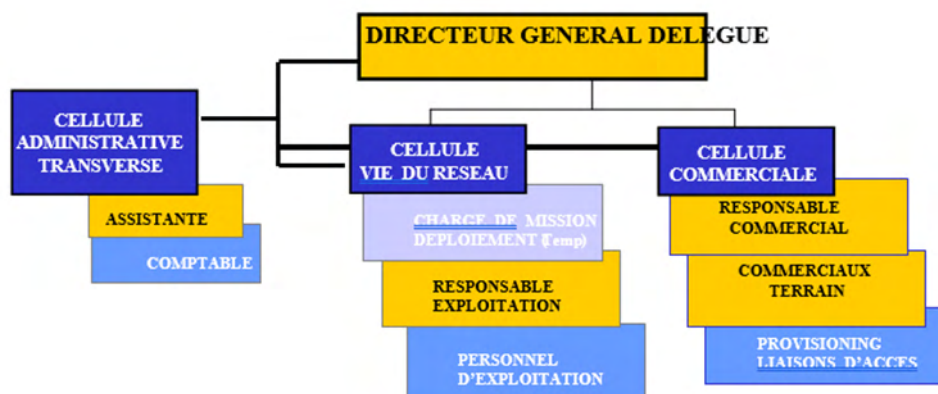 DIRECTEUR GENERAL DELEGUE
CELLULE
ADMINISTRATIVE
TRANSVERSE
ASSISTANTE
COMPTABLE
CELLULE
VIE DU RESEAU
CHARGE DE MISSION
DEPLOIEMENT (Temp)
RESPONSABLE
EXPLOITATION
PERSONNEL
D'EXPLOITATION
CELLULE
COMMERCIALE
RESPONSABLE
COMMERCIAL
COMMERCIAUX
TERRAIN
PROVISIONING
LIAISONS D'ACCES